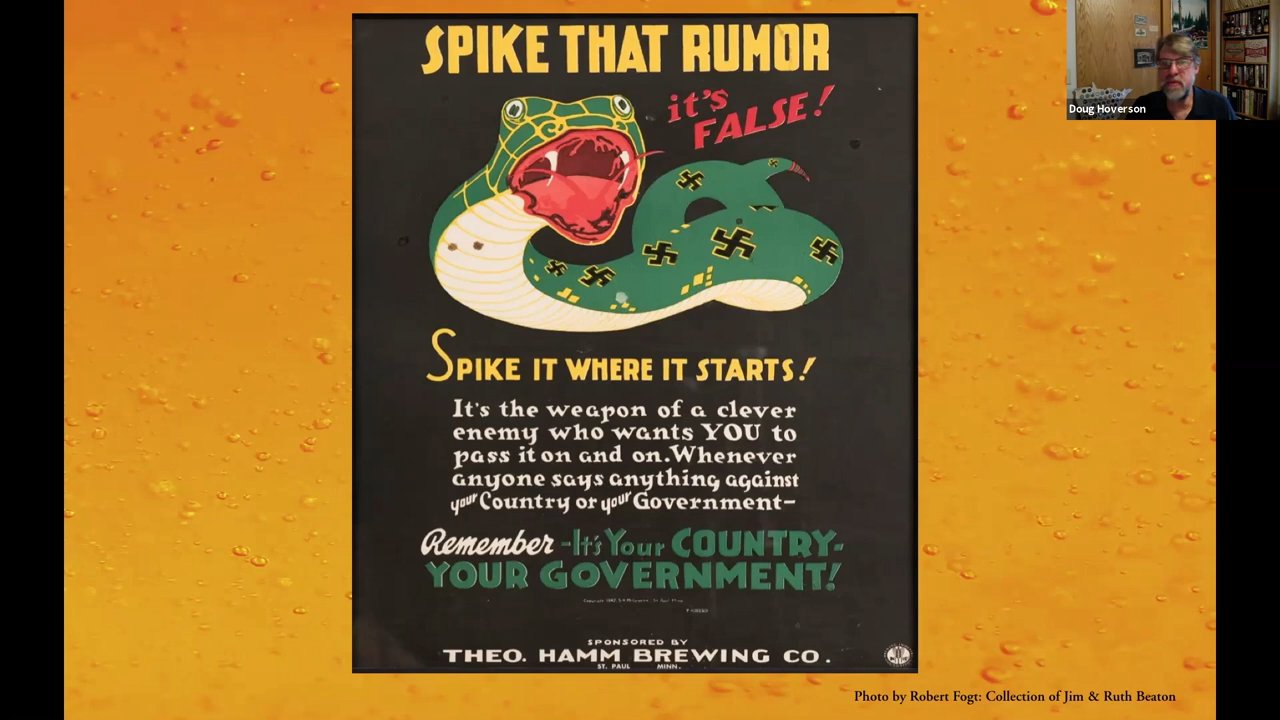 SPIKE THAT RUMOR
it's
FALSE!
Doug Hoverson
SPIKE IT WHERE IT STARTS!
It's the weapon of a clever
enemy who wants YOU to
pass it on and on. Whenever
anyone says anything against
your Country or your Government-
Remember -It's Your COUNTRY-
YOUR GOVERNMENT!
SPONSORED BY
THEO. HAMM BREWING CO.
ST. PAUL MINN.
Photo by Robert Fogt: Collection of Jim & Ruth Beaton